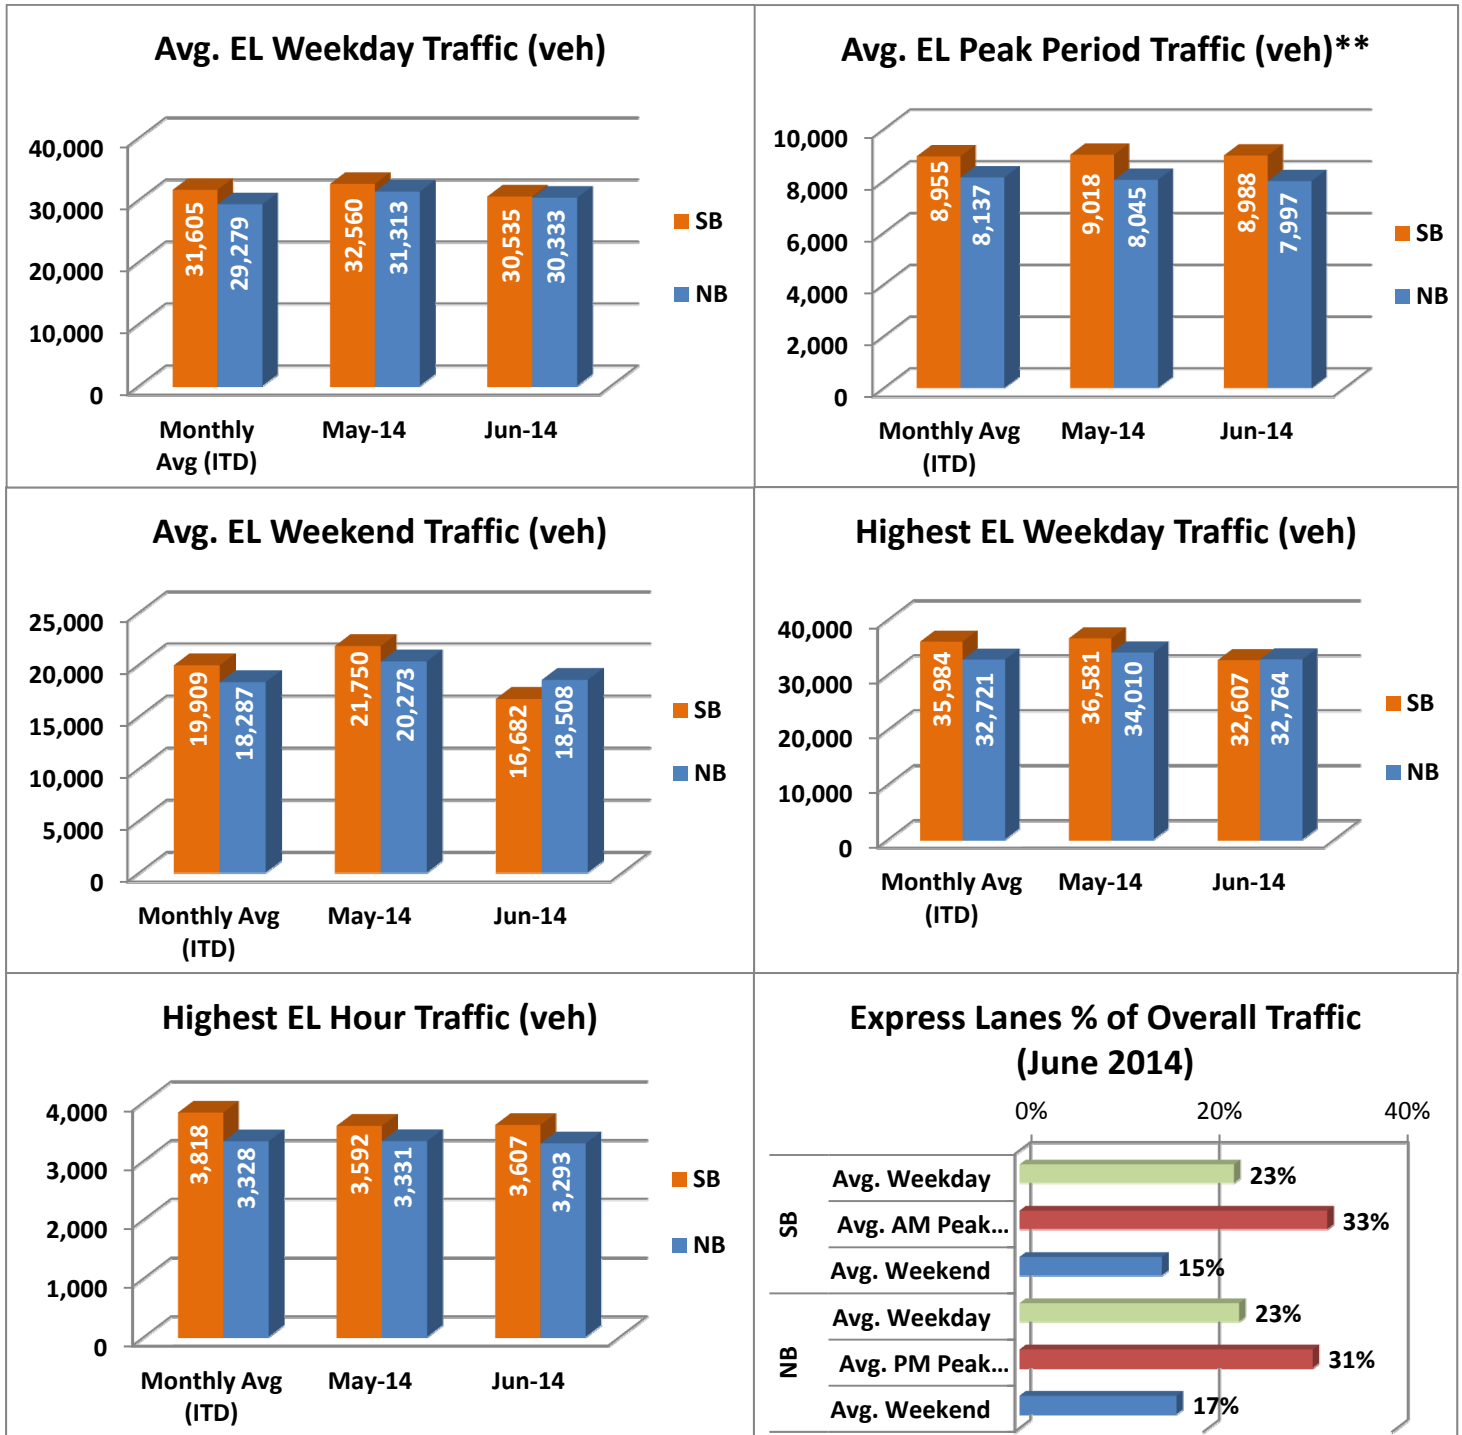 Avg. EL Weekday Traffic (veh)
40,000
30,000
20,000
10,000
0
31,605
29,279
32,560
31,313
30,535
30,333
Monthly
Avg (ITD)
May-14
Jun-14
SB
NB
Avg. EL Peak Period Traffic (veh)**
10,000
8,000
6,000
4,000
2,000
0
8,955
8,137
9,018
8,045
8,988
7,997
Monthly Avg
(ITD)
May-14
Jun-14
SB
NB
Avg. EL Weekend Traffic (veh)
25,000
20,000
15,000
10,000
5,000
0
19,909
18,287
21,750
20,273
16,682
18,508
Monthly Avg
(ITD)
May-14
Jun-14
SB
NB
Highest EL Weekday Traffic (veh)
40,000
30,000
20,000
10,000
0
35,984
32,721
36,581
34,010
32,607
32,764
Monthly Avg
(ITD)
May-14
Jun-14
SB
NB
Highest EL Hour Traffic (veh)
4,000
3,000
2,000
1,000
0
3,818
3,328
3,592
3,331
3,607
3,293
Monthly Avg
(ITD)
May-14
Jun-14
SB
NB
Express Lanes % of Overall Traffic
(June 2014)
0% 20% 40%
SB
Avg. Weekday 23%
Avg. AM Peak... 33%
Avg. Weekend 15%
NB
Avg. Weekday 23%
Avg. PM Peak... 31%
Avg. Weekend 17%